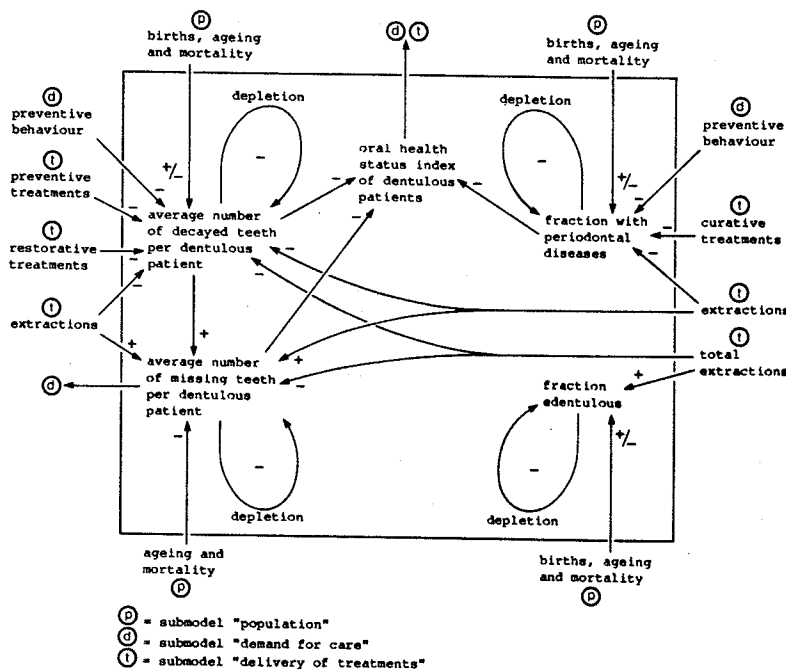 p
births, ageing
and mortality
d t
p
births, ageing
and mortality
d
preventive
behaviour
t
preventive
treatments
t
restorative
treatments
t
extractions
d
depletion
-
+/-
-
-
-
-
average number
of decayed teeth
per dentulous
patient
-
-
+
+
average number
of missing teeth
per dentulous
patient
-
+
-
-
depletion
ageing and
mortality
p
oral health
status index
of dentulous
patients
-
-
-
depletion
-
+/-
-
fraction with
periodontal
diseases
-
-
d
preventive
behaviour
t
curative
treatments
t
extractions
t
total
extractions
+
fraction
edentulous
+/-
-
depletion
births, ageing
and mortality
p
p = submodel "population"
d = submodel "demand for care"
t = submodel "delivery of treatments"